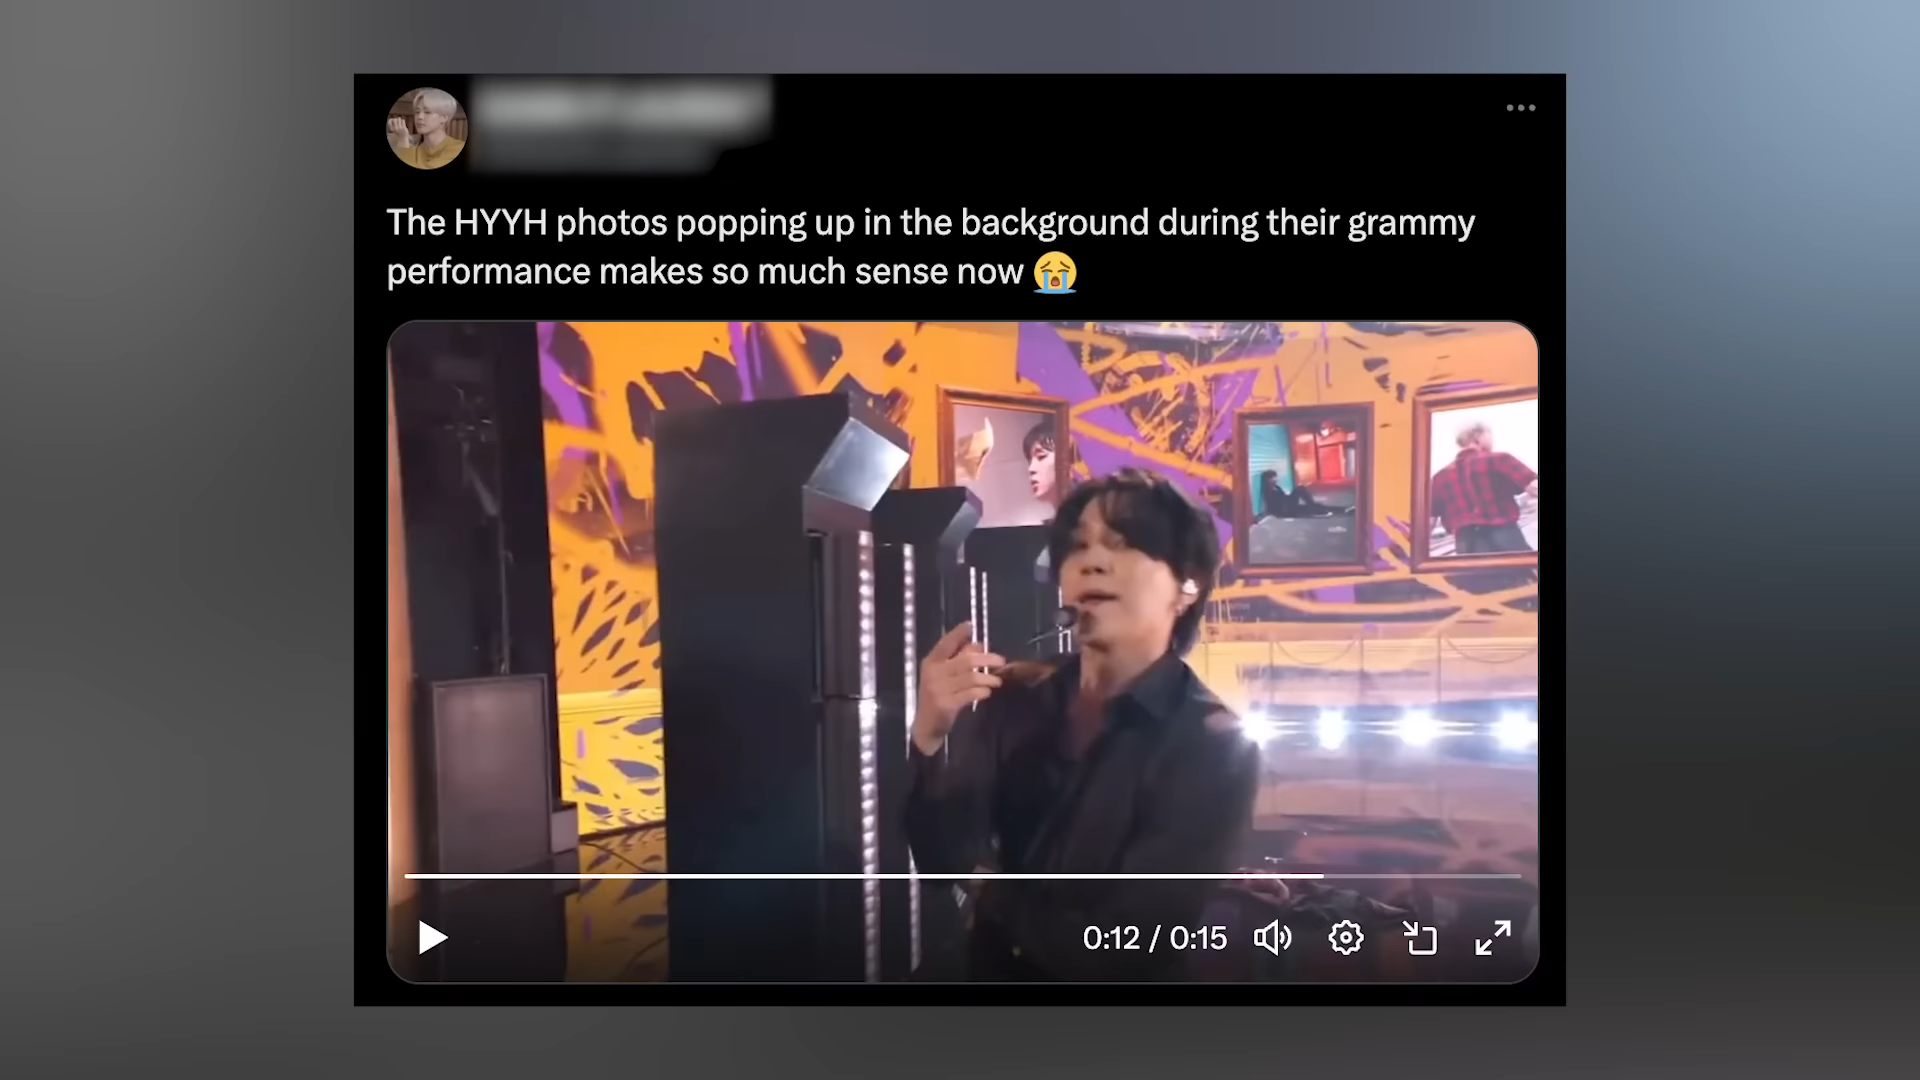 The HYYH photos popping up in the background during their grammy
performance makes so much sense now 😭
0:12 / 0:15